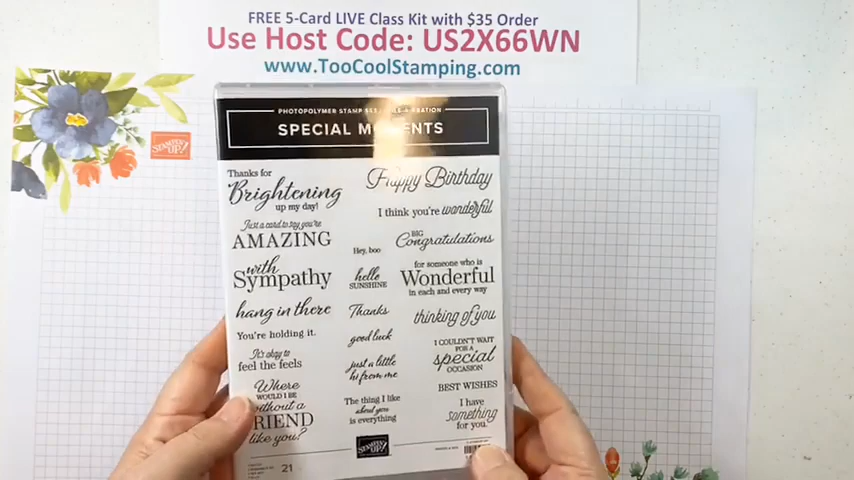 FREE 5-Card LIVE Class Kit with $35 Order
Use Host Code: US2X66WN
www.TooCoolStamping.com
STAMPIN' UP!
PHOTOPOLYMER STAMP SET
SPECIAL MOMENTS
Thanks for
Brightening
up my day!
Just a card to say you're
AMAZING
with
Sympathy
hang in there
You're holding it.
It's okay to
feel the feels
Where
WOULD I BE
without a
FRIEND
like you?
Hey, boo
hello
SUNSHINE
Thanks
good luck
just a little
hi from me
The thing I like
about you
is everything
Happy Birthday
I think you're wonderful
BIG
Congratulations
for someone who is
Wonderful
in each and every way
thinking of you
I COULDN'T WAIT
FOR A
special
OCCASION
BEST WISHES
I have
something
for you.
STAMPIN' UP!
21